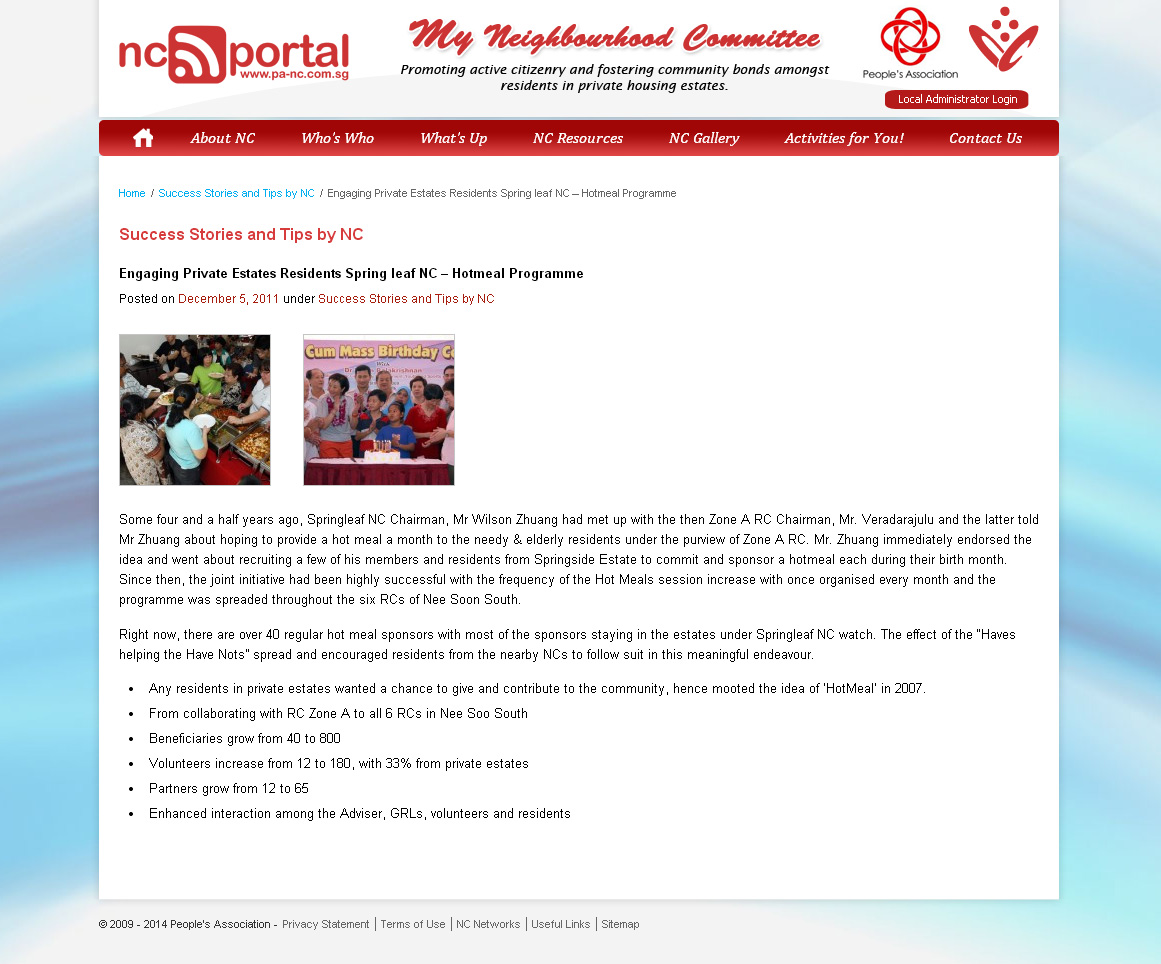 nc portal
www.pa-nc.com.sg
My Neighbourhood Committee
Promoting active citizenry and fostering community bonds amongst
residents in private housing estates.
People's Association
Local Administrator Login
About NC Who's Who What's Up NC Resources NC Gallery Activities for You! Contact Us
Home / Success Stories and Tips by NC / Engaging Private Estates Residents Spring leaf NC – Hotmeal Programme
Success Stories and Tips by NC
Engaging Private Estates Residents Spring leaf NC – Hotmeal Programme
Posted on December 5, 2011 under Success Stories and Tips by NC
Cum Mass Birthday
Some four and a half years ago, Springleaf NC Chairman, Mr Wilson Zhuang had met up with the then Zone A RC Chairman, Mr. Veradarajulu and the latter told
Mr Zhuang about hoping to provide a hot meal a month to the needy & elderly residents under the purview of Zone A RC. Mr. Zhuang immediately endorsed the
idea and went about recruiting a few of his members and residents from Springside Estate to commit and sponsor a hotmeal each during their birth month.
Since then, the joint initiative had been highly successful with the frequency of the Hot Meals session increase with once organised every month and the
programme was spreaded throughout the six RCs of Nee Soon South.
Right now, there are over 40 regular hot meal sponsors with most of the sponsors staying in the estates under Springleaf NC watch. The effect of the "Haves
helping the Have Nots" spread and encouraged residents from the nearby NCs to follow suit in this meaningful endeavour.
• Any residents in private estates wanted a chance to give and contribute to the community, hence mooted the idea of 'HotMeal' in 2007.
• From collaborating with RC Zone A to all 6 RCs in Nee Soo South
• Beneficiaries grow from 40 to 800
• Volunteers increase from 12 to 180, with 33% from private estates
• Partners grow from 12 to 65
• Enhanced interaction among the Adviser, GRLs, volunteers and residents
© 2009 - 2014 People's Association - Privacy Statement | Terms of Use | NC Networks | Useful Links | Sitemap